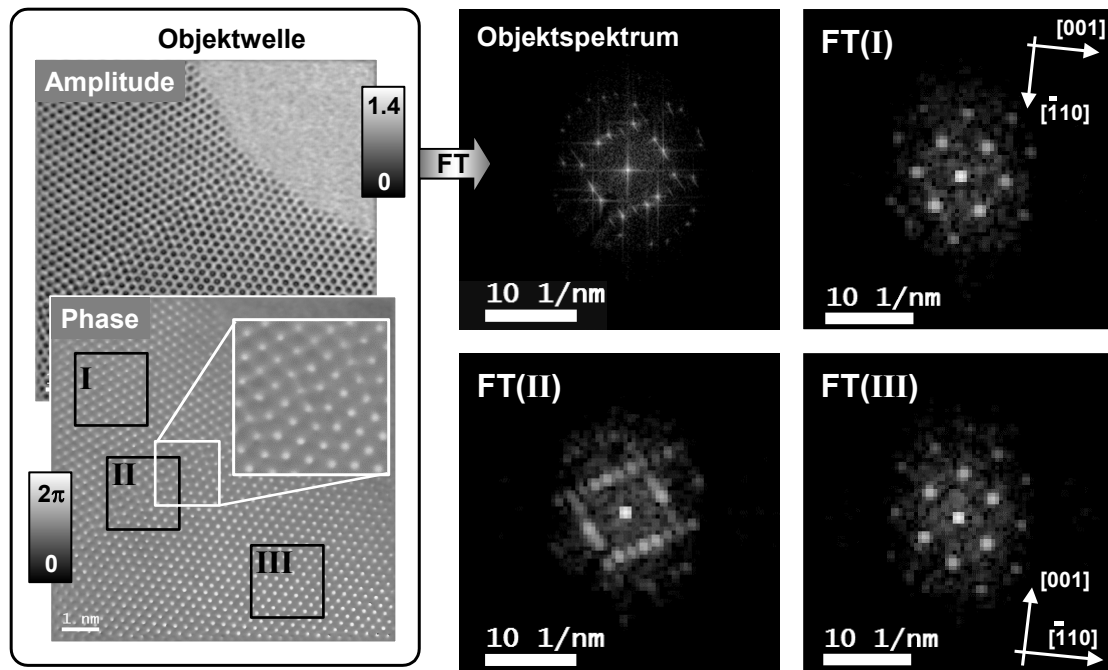 Objektwelle
Amplitude
1.4
0
Phase
I
II
III
2π
0
1 nm
FT
Objektspektrum
10 1/nm
FT(I)
[001]
[1̄10]
10 1/nm
FT(II)
10 1/nm
FT(III)
[001]
[1̄10]
10 1/nm